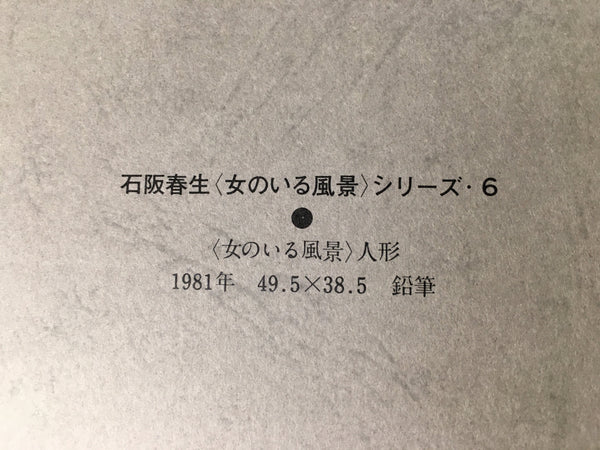 石阪春生〈女のいる風景〉シリーズ・6
●
〈女のいる風景〉人形
1981年　49.5×38.5　鉛筆